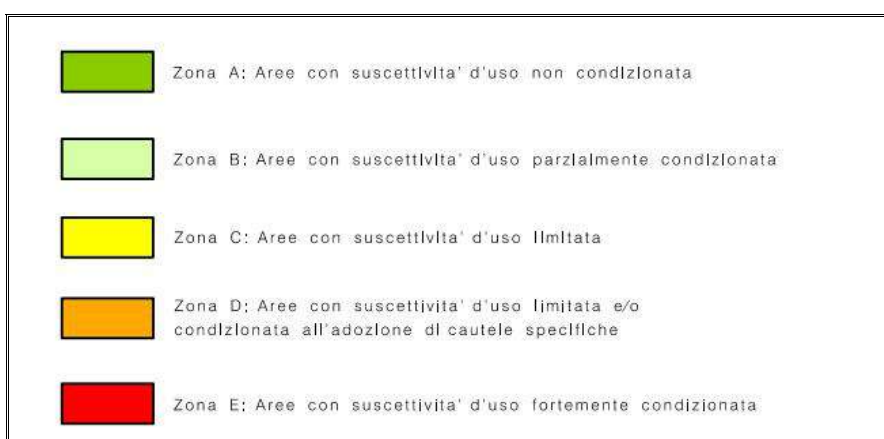 Zona A: Aree con suscettivita' d'uso non condizionata
Zona B: Aree con suscettivita' d'uso parzialmente condizionata
Zona C: Aree con suscettivita' d'uso limitata
Zona D: Aree con suscettivita' d'uso limitata e/o
condizionata all'adozione di cautele specifiche
Zona E: Aree con suscettivita' d'uso fortemente condizionata